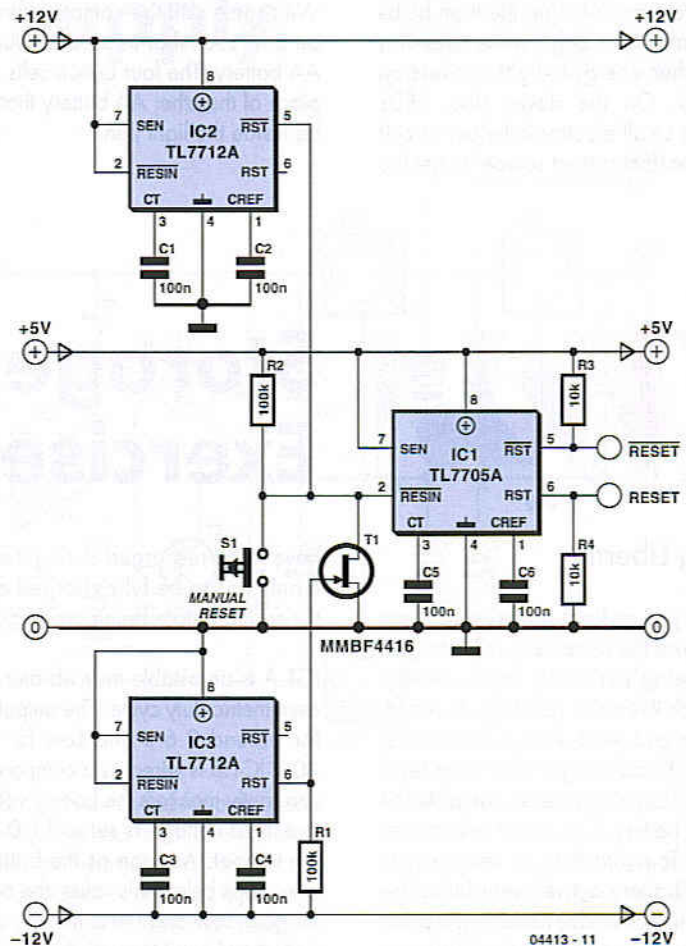 +12V
+12V
8
7
SEN
IC2
RST
5
TL7712A
2
RESIN
RST
6
CT
CREF
3
4
1
C1
C2
100n
100n
+5V
+5V
R2
100k
R3
10k
8
7
SEN
IC1
RST
5
RESET
TL7705A
2
RESIN
RST
6
RESET
CT
CREF
3
4
1
S1
T1
C5
C6
100n
100n
R4
10k
MANUAL
RESET
0
0
MMBF4416
8
7
SEN
IC3
RST
5
TL7712A
2
RESIN
RST
6
CT
CREF
3
4
1
R1
100k
C3
C4
100n
100n
-12V
04413 - 11
-12V